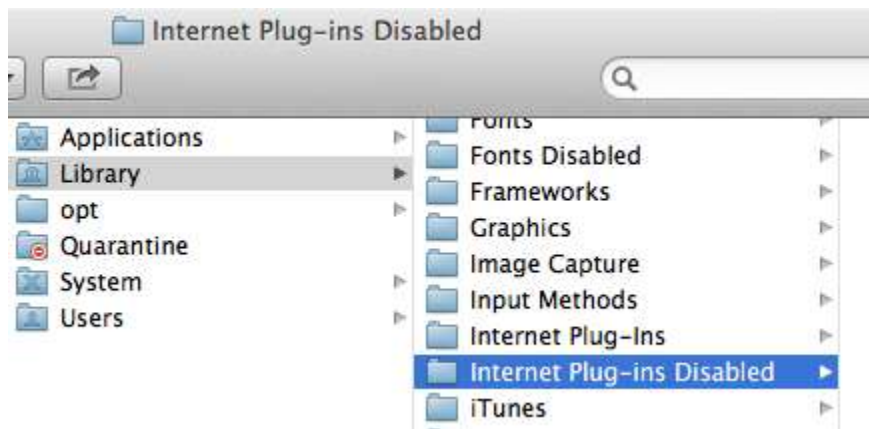 Internet Plug-ins Disabled
Applications
Library
opt
Quarantine
System
Users
Fonts
Fonts Disabled
Frameworks
Graphics
Image Capture
Input Methods
Internet Plug-Ins
Internet Plug-ins Disabled
iTunes